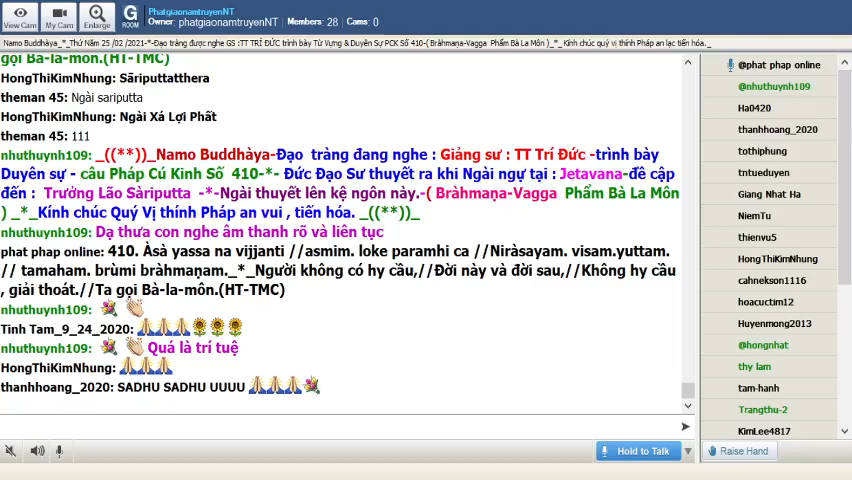 View Cam
My Cam
Enlarge
G
ROOM
PhatgiaonamtruyenNT
Owner: phatgiaonamtruyenNT  Members: 28  Cams: 0
Namo Buddhàya_*_Thứ Năm 25 /02 /2021-*-Đạo tràng được nghe GS :TT TRÍ ĐỨC trình bày Từ Vựng & Duyên Sự PCK Số 410-( Bràhmaṇa-Vagga  Phẩm Bà La Môn )_*_ Kính chúc quý vị thính Pháp an lạc tiến hóa._
gọi Bà-la-môn.(HT-TMC)
HongThiKimNhung: Sāriputtatthera
theman 45: Ngài sariputta
HongThiKimNhung: Ngài Xá Lợi Phất
theman 45: 111
nhuthuynh109: _((**))_Namo Buddhàya-Đạo  tràng đang nghe : Giảng sư : TT Trí Đức -trình bày
Duyên sự - câu Pháp Cú Kinh Số  410-*- Đức Đạo Sư thuyết ra khi Ngài ngự tại : Jetavana-đề cập
đến :  Trưởng Lão Sàriputta  -*-Ngài thuyết lên kệ ngôn này.-( Bràhmaṇa-Vagga  Phẩm Bà La Môn
) _*_Kính chúc Quý Vị thính Pháp an vui , tiến hóa. _((**))_
nhuthuynh109: Dạ thưa con nghe âm thanh rõ và liên tục
phat phap online: 410. Àsà yassa na vijjanti //asmim. loke paramhi ca //Niràsayam. visam.yuttam.
// tamaham. brùmi bràhmaṇam._*_Người không có hy cầu,//Đời này và đời sau,//Không hy cầu
, giải thoát.//Ta gọi Bà-la-môn.(HT-TMC)
nhuthuynh109:
Tinh Tam_9_24_2020:
nhuthuynh109: Quá là trí tuệ
HongThiKimNhung:
thanhhoang_2020: SADHU SADHU UUUU
Hold to Talk
@phat phap online
@nhuthuynh109
Ha0420
thanhhoang_2020
tothiphung
tntueduyen
Giang Nhat Ha
NiemTu
thienvu5
HongThiKimNhung
cahnekson1116
hoacuctim12
Huyenmong2013
@hongnhat
thy lam
tam-hanh
Trangthu-2
KimLee4817
Raise Hand